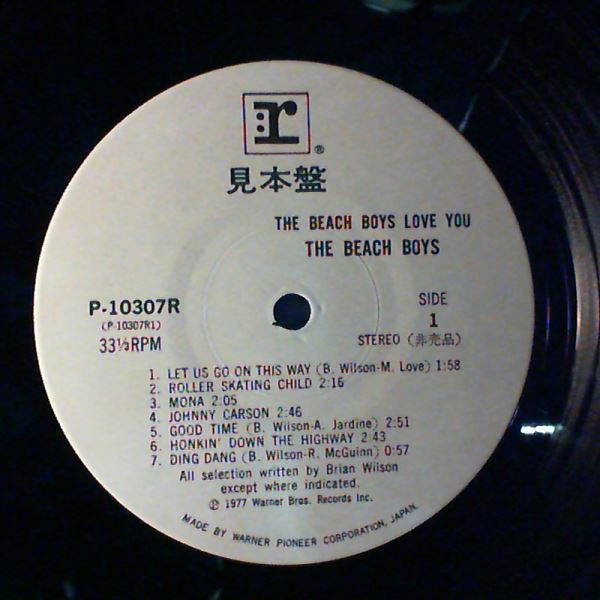 r
®
見本盤
THE BEACH BOYS LOVE YOU
THE BEACH BOYS
P-10307R
(P-10307R1)
33⅓RPM
SIDE
1
STEREO (非売品)
1. LET US GO ON THIS WAY (B. Wilson-M. Love) 1:58
2. ROLLER SKATING CHILD 2:16
3. MONA 2:05
4. JOHNNY CARSON 2:46
5. GOOD TIME (B. Wilson-A. Jardine) 2:51
6. HONKIN' DOWN THE HIGHWAY 2:43
7. DING DANG (B. Wilson-R. McGuinn) 0:57
All selection written by Brian Wilson
except where indicated.
℗ 1977 Warner Bros. Records Inc.
MADE BY WARNER PIONEER CORPORATION, JAPAN.